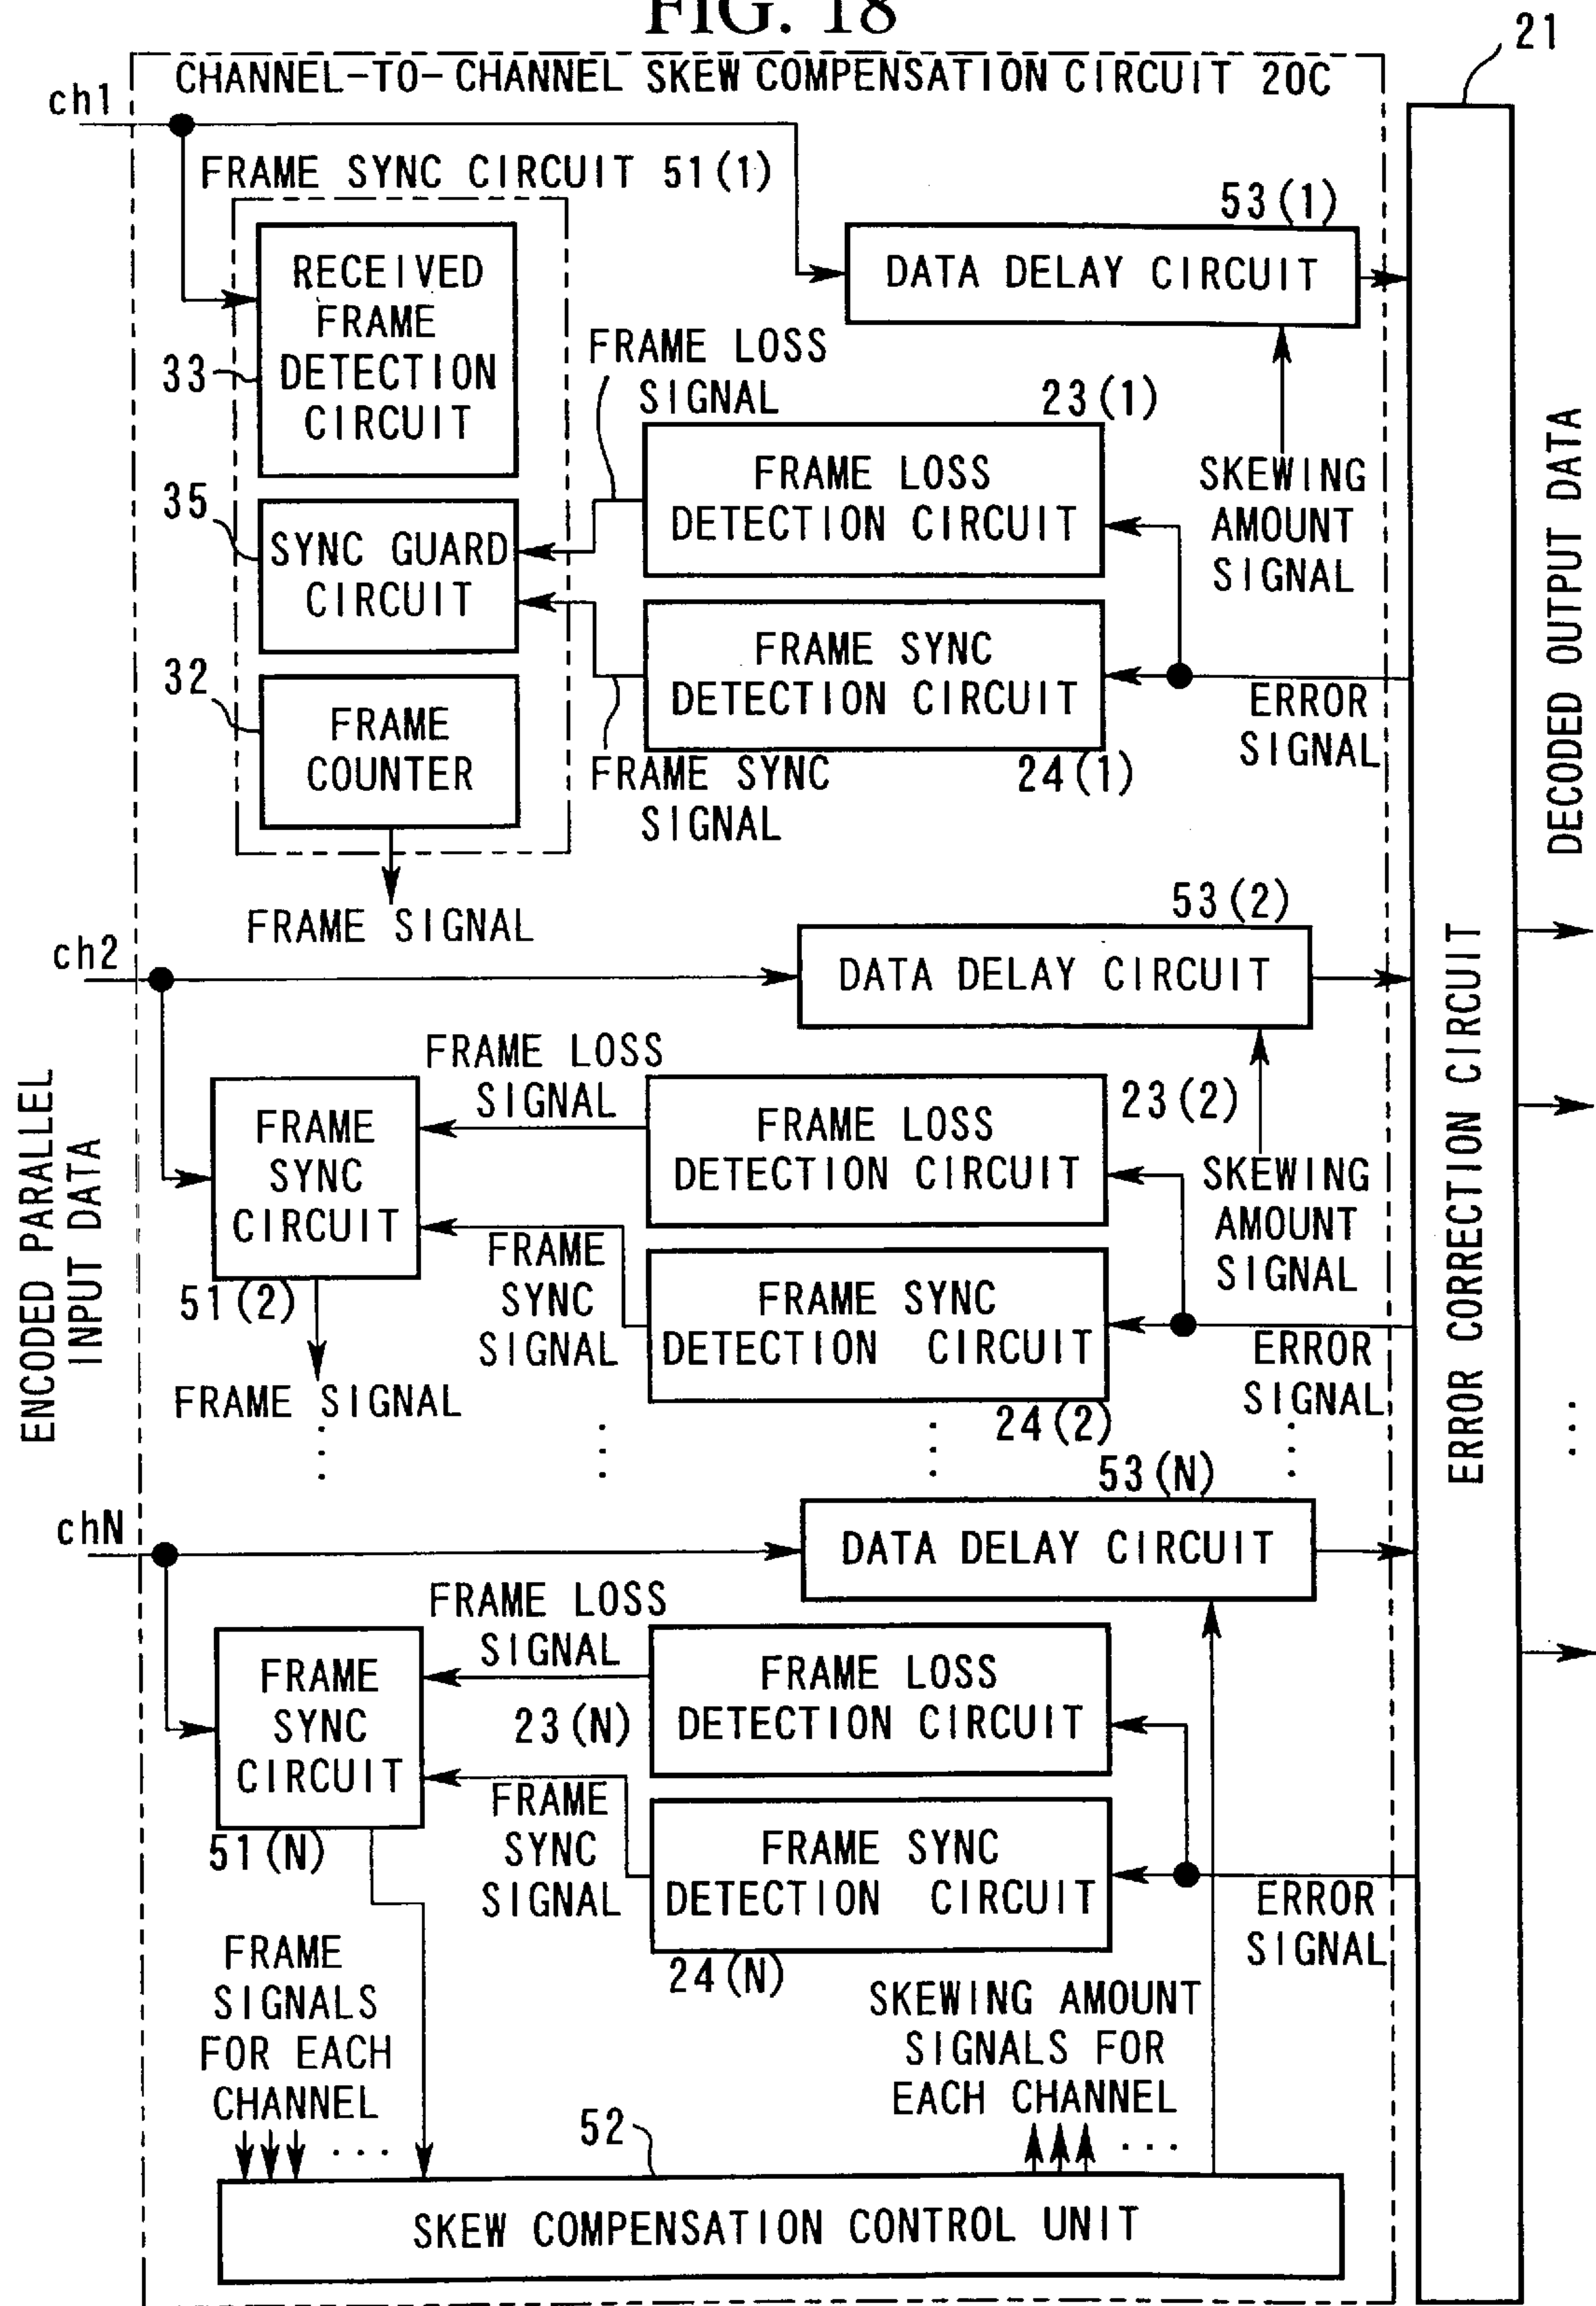 FIG. 18
21
CHANNEL-TO-CHANNEL SKEW COMPENSATION CIRCUIT 20C
ch1
FRAME SYNC CIRCUIT 51(1)
53(1)
RECEIVED
FRAME
DETECTION
CIRCUIT
33
DATA DELAY CIRCUIT
FRAME LOSS
SIGNAL
23(1)
FRAME LOSS
DETECTION CIRCUIT
SKEWING
AMOUNT
SIGNAL
35
SYNC GUARD
CIRCUIT
FRAME SYNC
DETECTION CIRCUIT
32
FRAME
COUNTER
ERROR
SIGNAL
FRAME SYNC
SIGNAL
24(1)
FRAME SIGNAL
DECODED OUTPUT DATA
ERROR CORRECTION CIRCUIT
ENCODED PARALLEL
INPUT DATA
ch2
53(2)
DATA DELAY CIRCUIT
FRAME LOSS
SIGNAL
FRAME
SYNC
CIRCUIT
FRAME LOSS
DETECTION CIRCUIT
23(2)
SKEWING
AMOUNT
SIGNAL
51(2)
FRAME
SYNC
SIGNAL
FRAME SYNC
DETECTION CIRCUIT
ERROR
SIGNAL
FRAME SIGNAL
24(2)
...
...
...
...
...
53(N)
chN
DATA DELAY CIRCUIT
FRAME LOSS
SIGNAL
FRAME
SYNC
CIRCUIT
FRAME LOSS
DETECTION CIRCUIT
23(N)
51(N)
FRAME
SYNC
SIGNAL
FRAME SYNC
DETECTION CIRCUIT
ERROR
SIGNAL
24(N)
FRAME
SIGNALS
FOR EACH
CHANNEL
...
SKEWING AMOUNT
SIGNALS FOR
EACH CHANNEL
...
52
SKEW COMPENSATION CONTROL UNIT